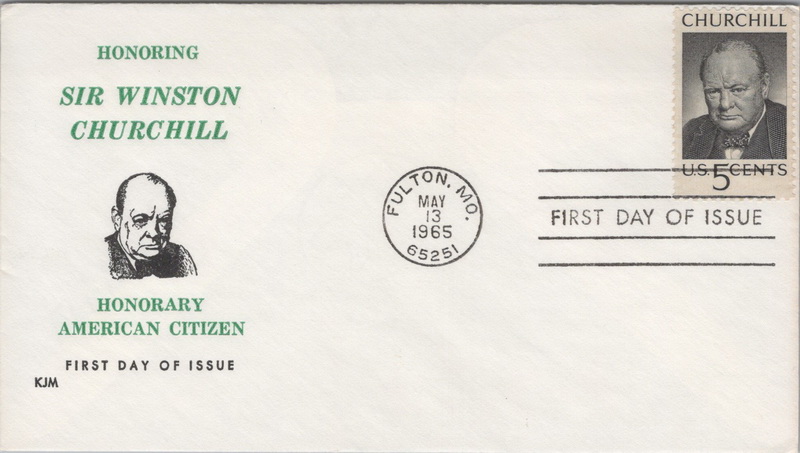 HONORING
SIR WINSTON
CHURCHILL
HONORARY
AMERICAN CITIZEN
FIRST DAY OF ISSUE
KJM
FULTON, MO.
MAY
13
1965
65251
CHURCHILL
U.S. 5 CENTS
FIRST DAY OF ISSUE